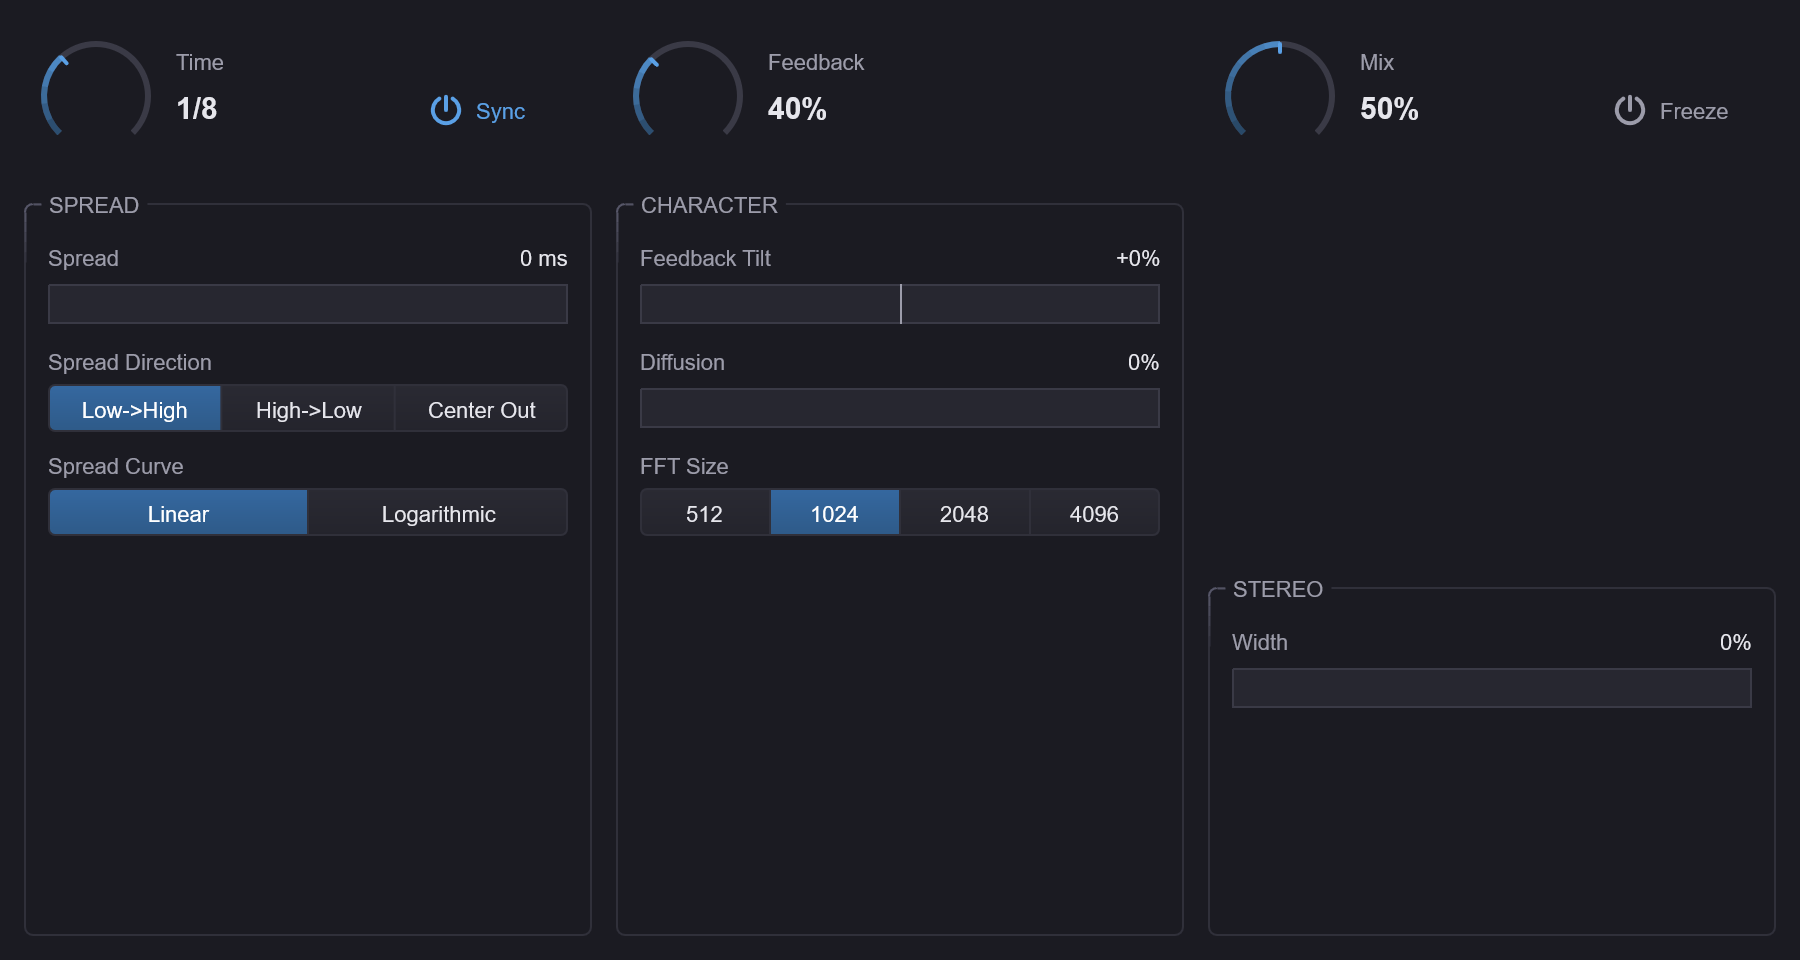 Time
1/8
Sync
Feedback
40%
Mix
50%
Freeze
SPREAD
Spread 0 ms
Spread Direction
Low->High High->Low Center Out
Spread Curve
Linear Logarithmic
CHARACTER
Feedback Tilt +0%
Diffusion 0%
FFT Size
512 1024 2048 4096
STEREO
Width 0%